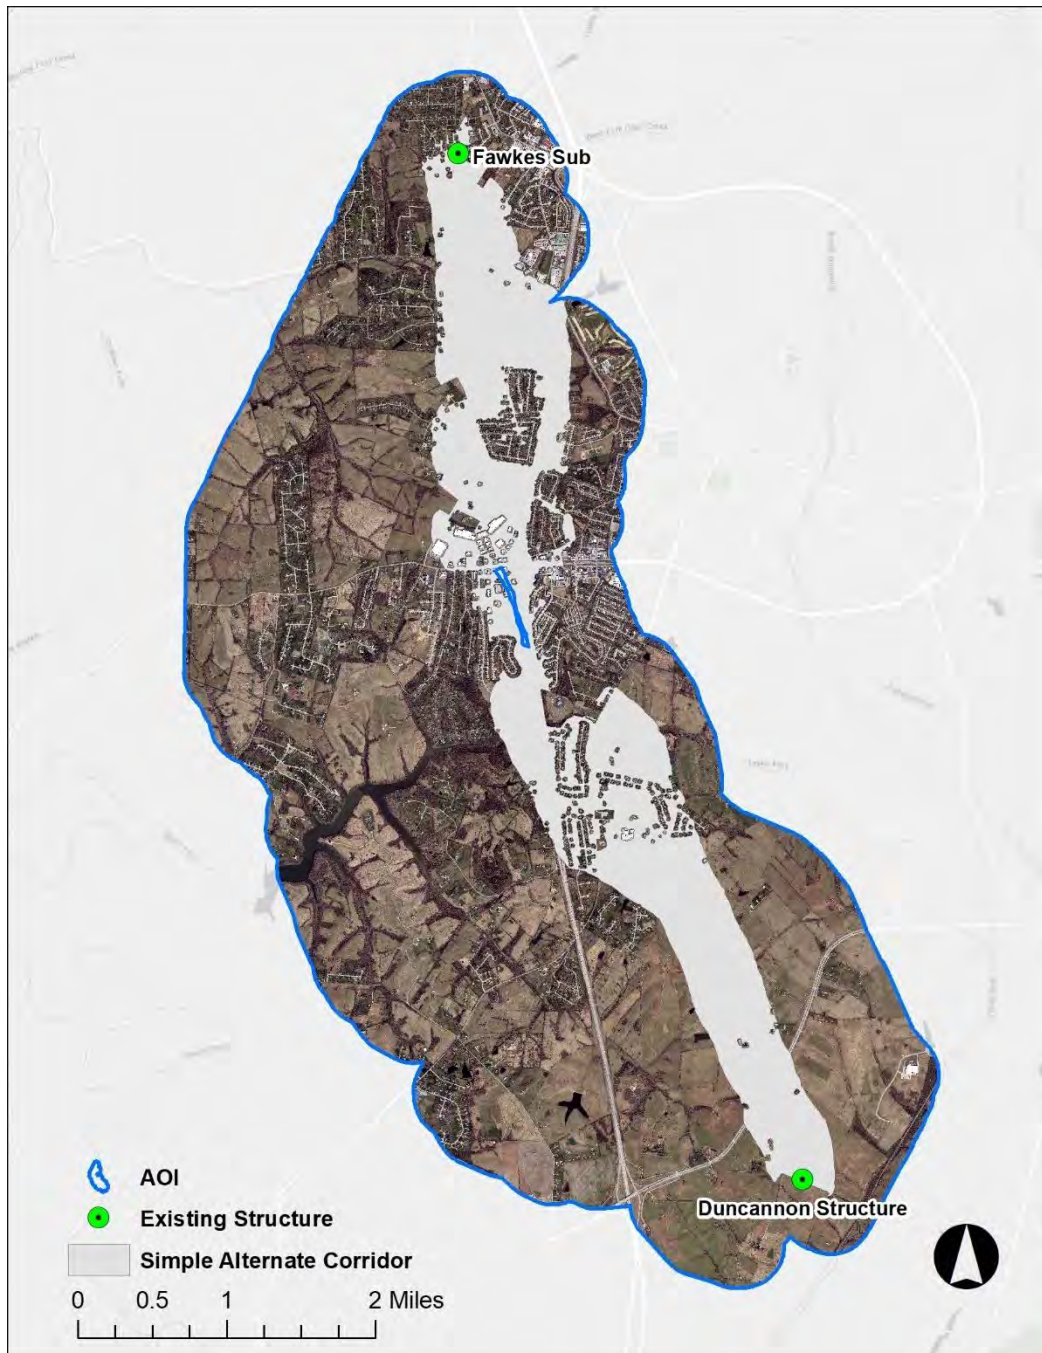 Fawkes Sub
Duncannon Structure
AOI
Existing Structure
Simple Alternate Corridor
0 0.5 1 2 Miles